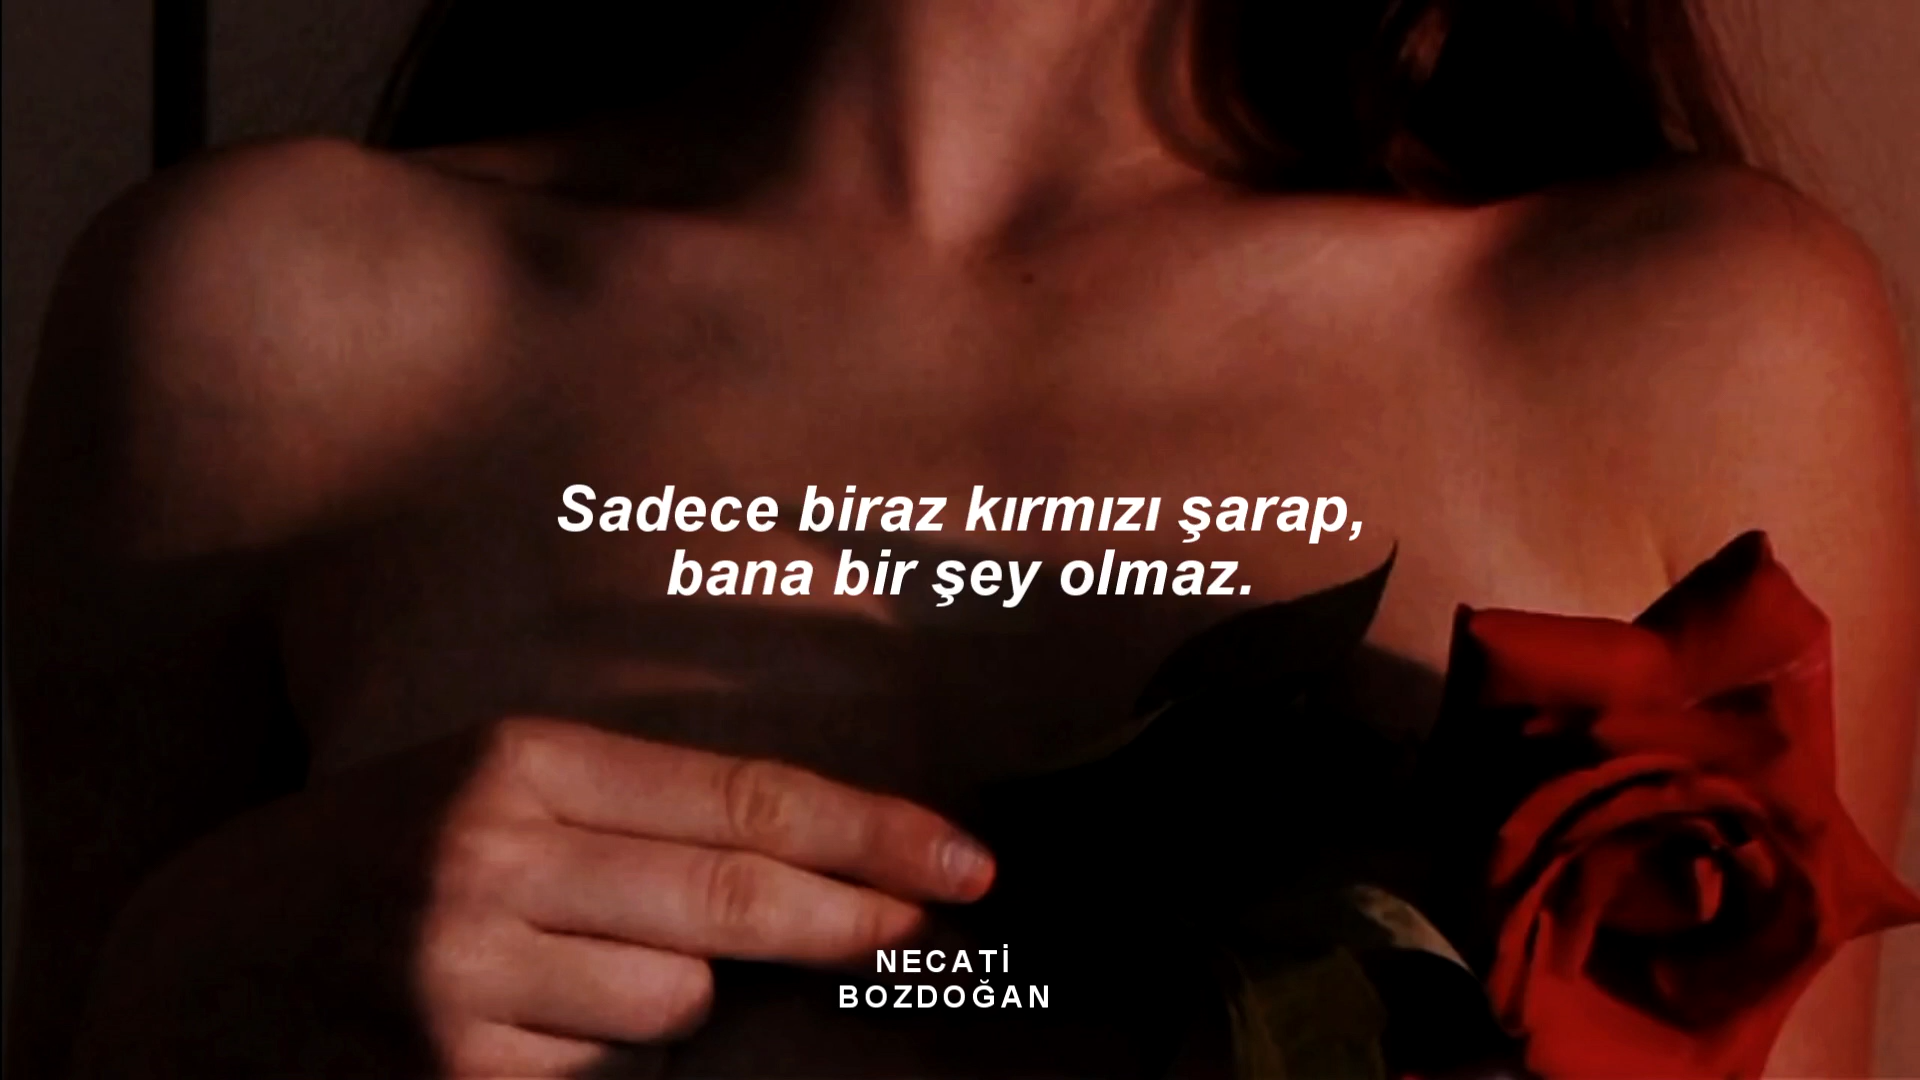 Sadece biraz kırmızı şarap,
bana bir şey olmaz.
NECATİ
BOZDOĞAN